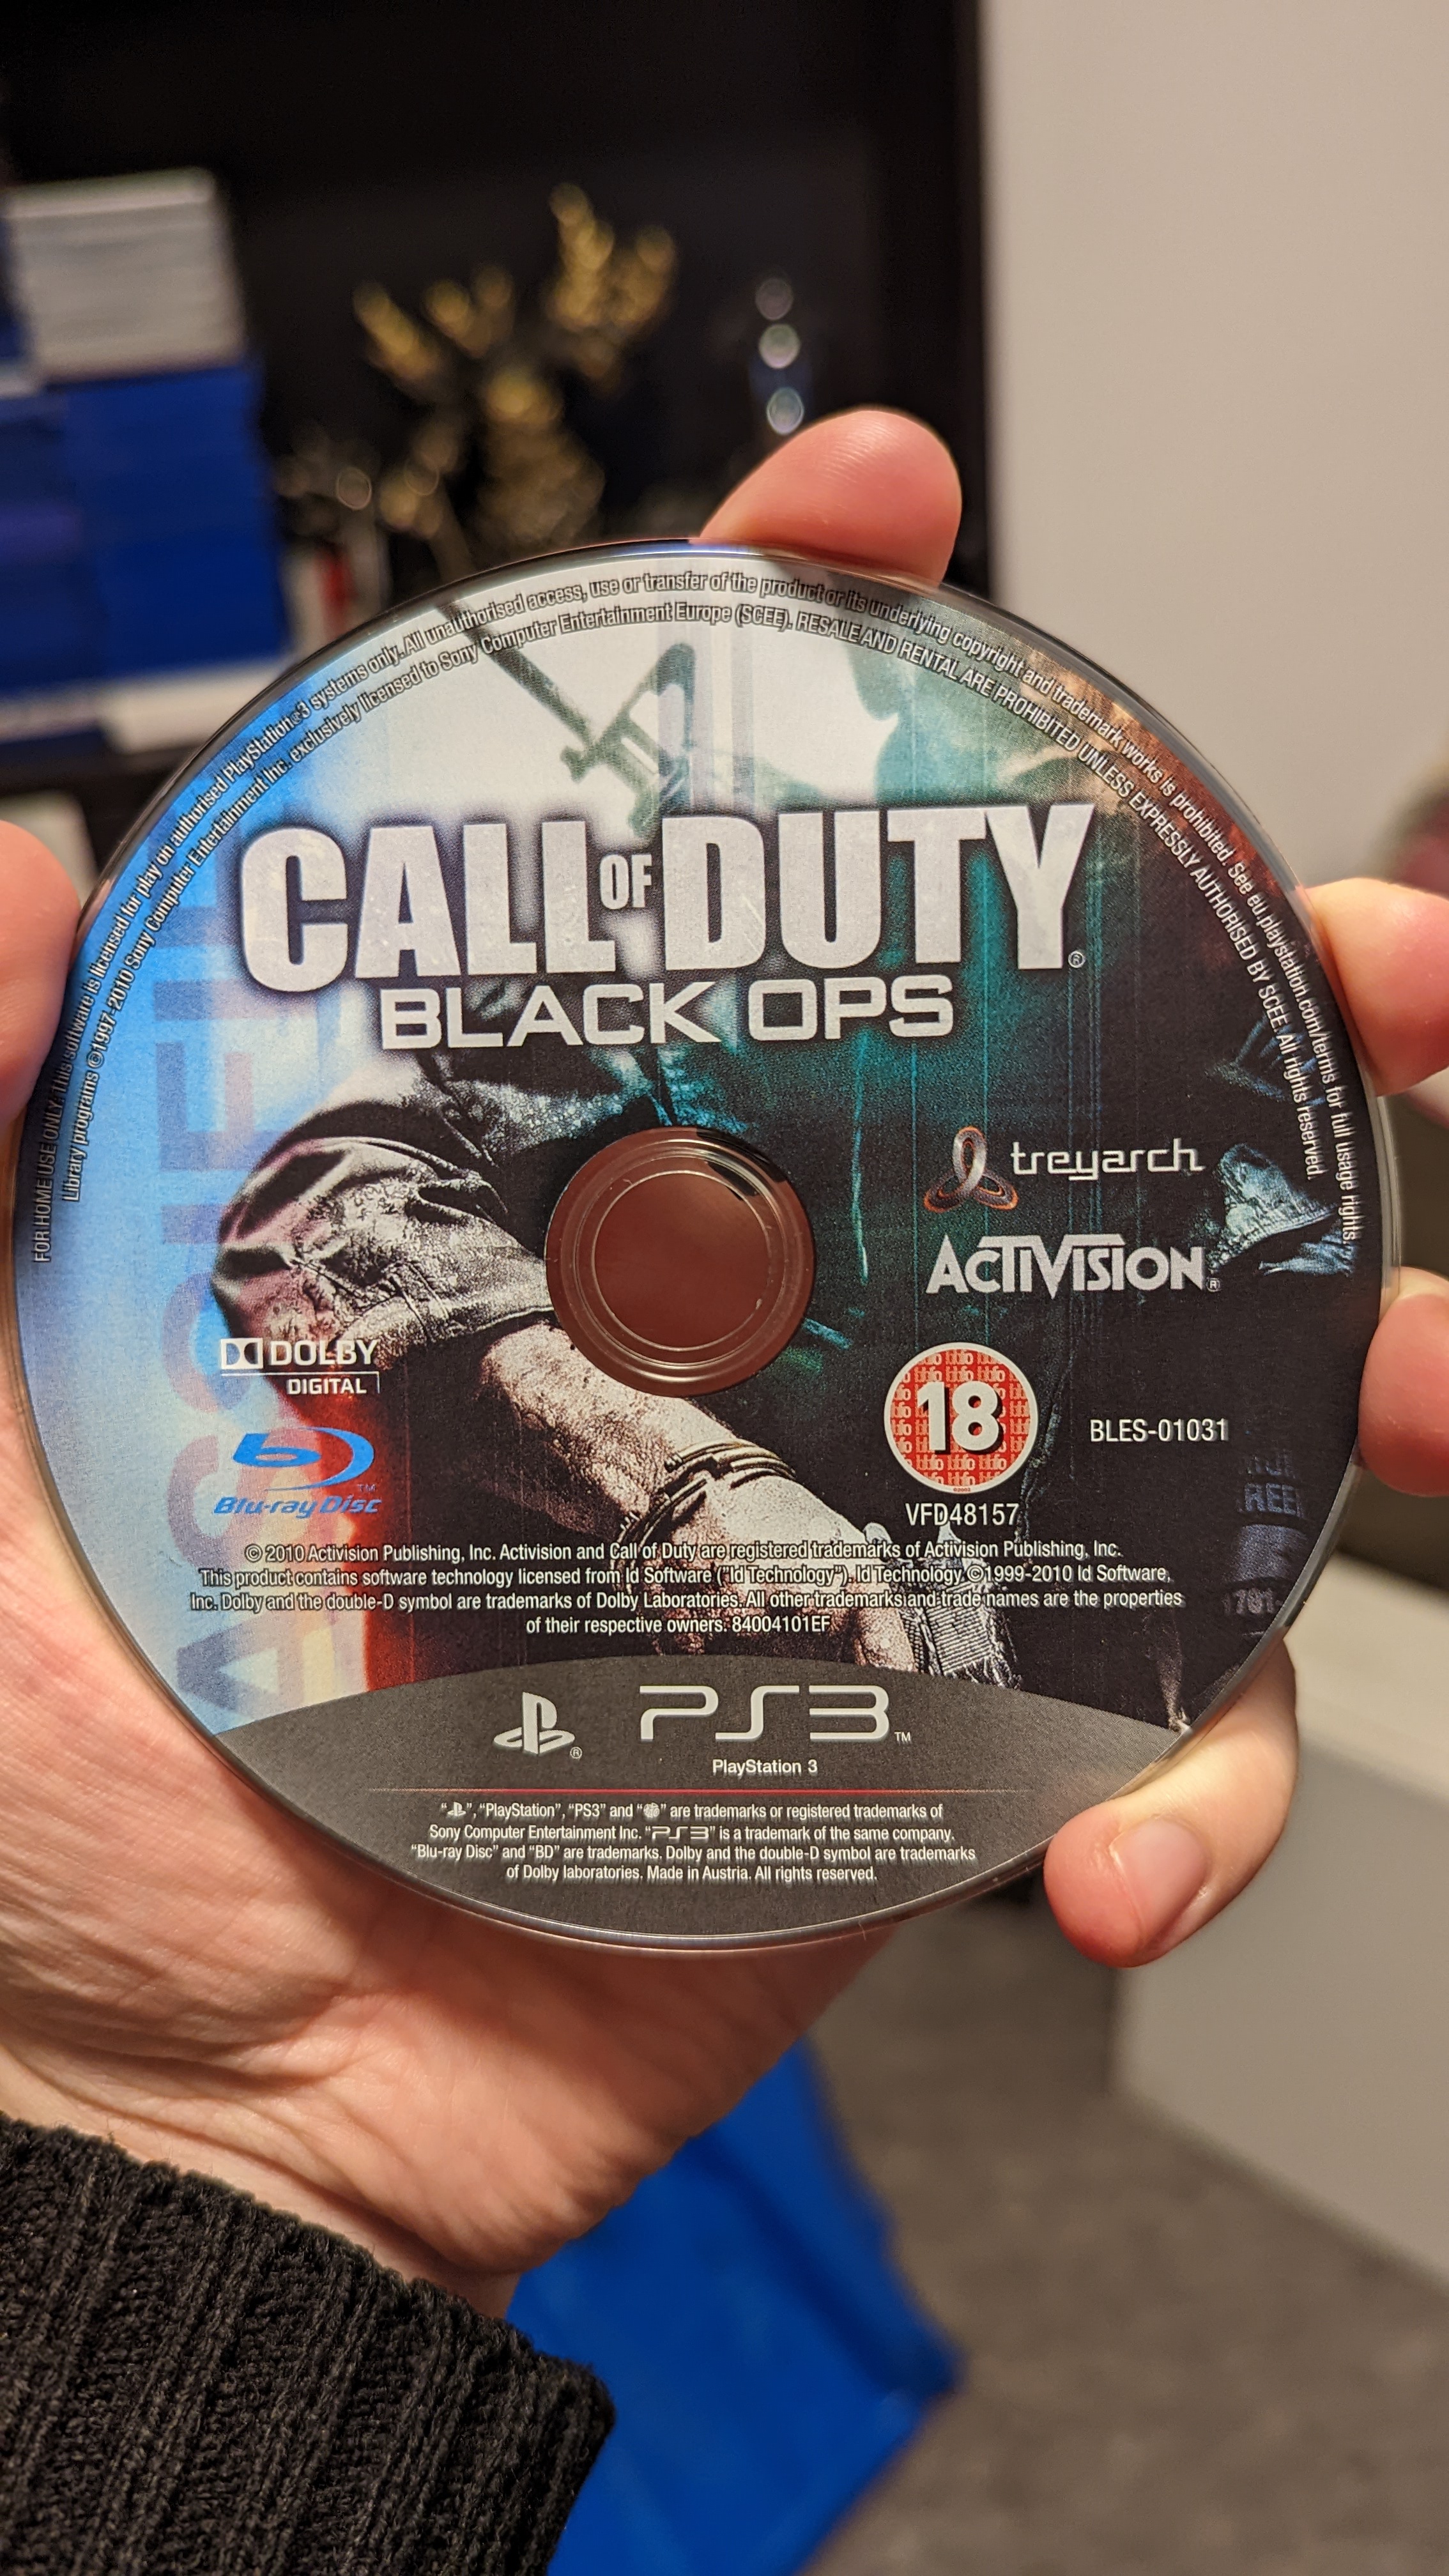 FOR HOME USE ONLY. This software is licensed for play on authorised PlayStation®3 systems only. All unauthorised access, use or transfer of the product or its underlying copyright and trademark works is prohibited. See eu.playstation.com/terms for full usage rights.
Library programs ©1997-2010 Sony Computer Entertainment Inc. exclusively licensed to Sony Computer Entertainment Europe (SCEE). RESALE AND RENTAL ARE PROHIBITED UNLESS EXPRESSLY AUTHORISED BY SCEE. All rights reserved.
CALL OF DUTY®
BLACK OPS
treyarch
ACTIVISION®
DOLBY
DIGITAL
18
BLES-01031
Blu-ray Disc™
VFD48157
© 2010 Activision Publishing, Inc. Activision and Call of Duty are registered trademarks of Activision Publishing, Inc.
This product contains software technology licensed from Id Software ("Id Technology"). Id Technology ©1999-2010 Id Software,
Inc. Dolby and the double-D symbol are trademarks of Dolby Laboratories. All other trademarks and trade names are the properties
of their respective owners. 84004101EF
PS3™
PlayStation 3
“ ”, “PlayStation”, “PS3” and “ ” are trademarks or registered trademarks of
Sony Computer Entertainment Inc. “PS3” is a trademark of the same company.
“Blu-ray Disc” and “BD” are trademarks. Dolby and the double-D symbol are trademarks
of Dolby laboratories. Made in Austria. All rights reserved.